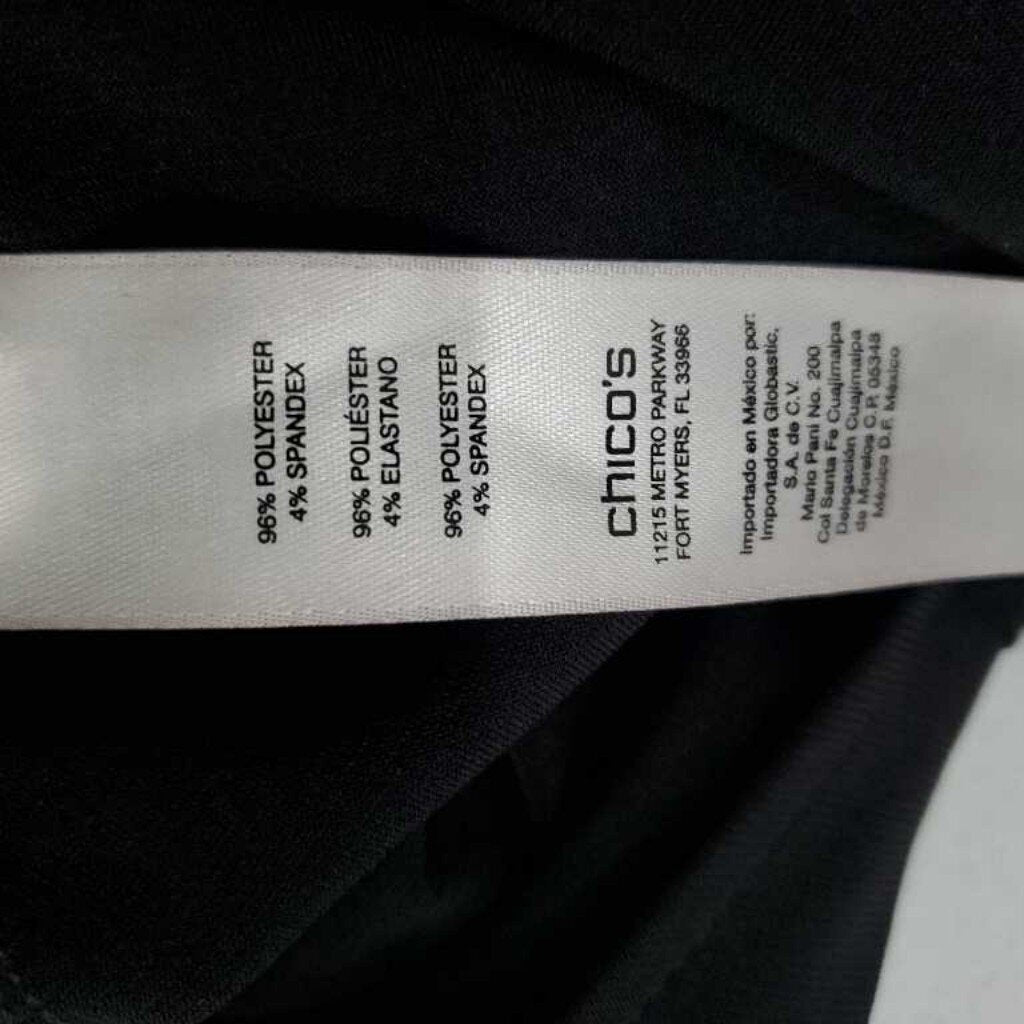 96% POLYESTER
4% SPANDEX
96% POLIÉSTER
4% ELASTANO
96% POLYESTER
4% SPANDEX
chico's
11215 METRO PARKWAY
FORT MYERS, FL 33966
Importado en México por:
Importadora Globastic,
S.A. de C.V.
Mario Pani No. 200
Col Santa Fe Cuajimalpa
Delegación Cuajimalpa
de Morelos C.P. 05348
México D.F. México